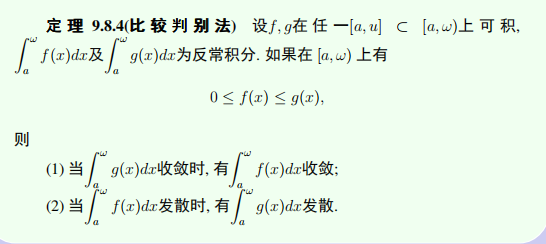 定理 9.8.4(比较判别法) 设f, g在任一[a, u] ⊂ [a, ω)上可积,
∫_a^ω f(x)dx及∫_a^ω g(x)dx为反常积分. 如果在 [a, ω) 上有
0 ≤ f(x) ≤ g(x),
则
(1) 当∫_a^ω g(x)dx收敛时, 有∫_a^ω f(x)dx收敛;
(2) 当∫_a^ω f(x)dx发散时, 有∫_a^ω g(x)dx发散.